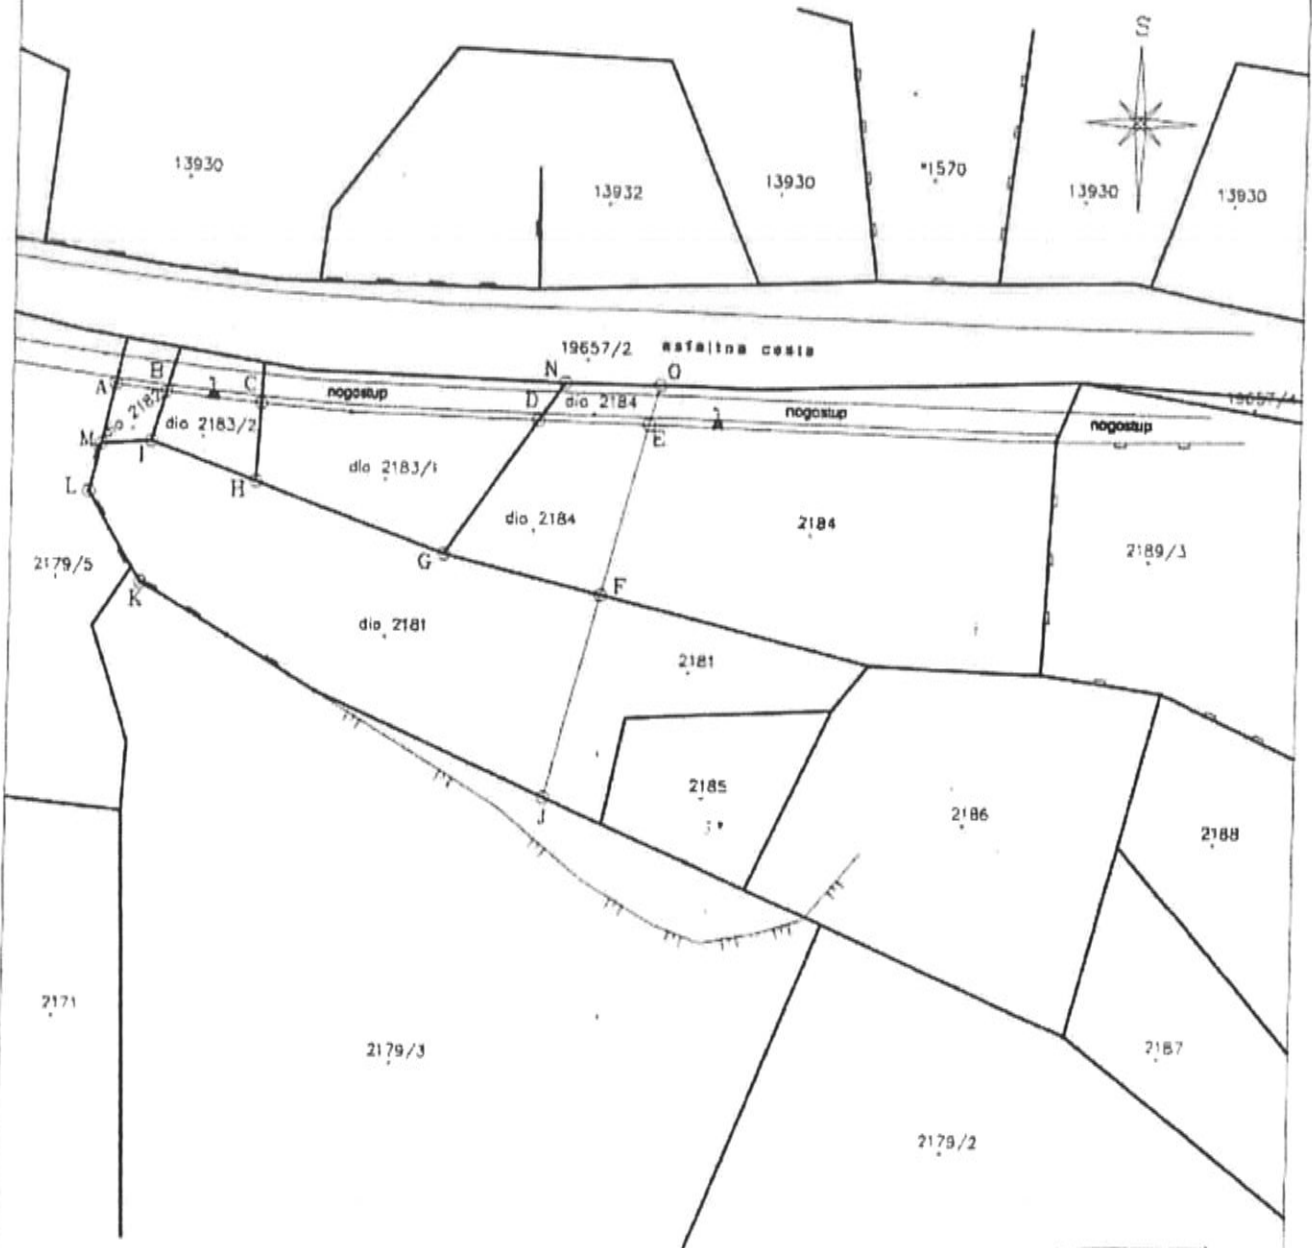 S
13930
13932
13930
*1570
13930
13930
19657/2 asfaltna cesta
N
O
A
B
C
nogostup
D
dio 2184
nogostup
E
nogostup
19657/4
dio 2183/2
M
I
L
H
dio 2183/1
G
dio 2184
2184
2189/3
2179/5
K
F
dio 2181
2181
J
2185
2186
2188
2171
2179/3
2187
2179/2